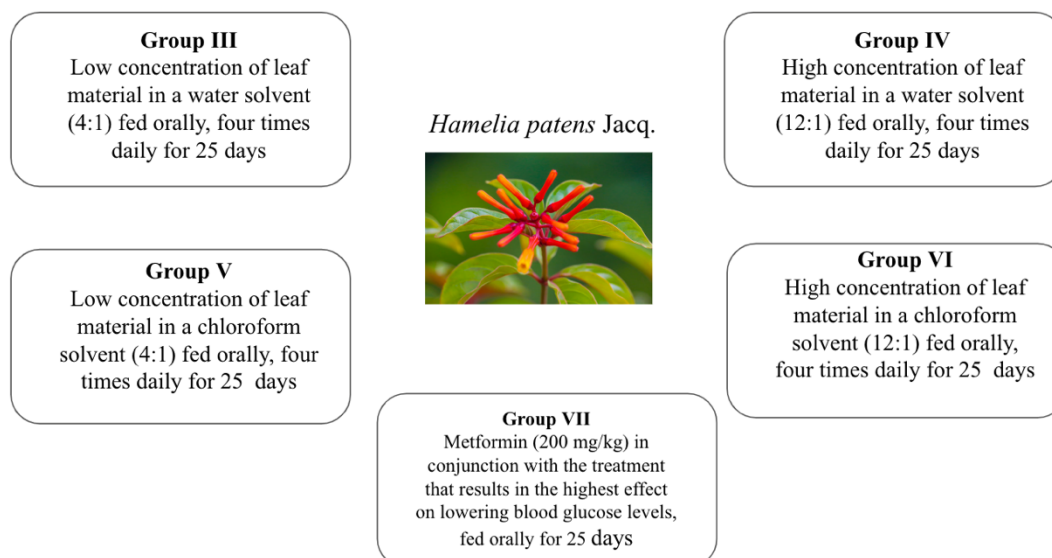 Group III
Low concentration of leaf
material in a water solvent
(4:1) fed orally, four times
daily for 25 days
Hamelia patens Jacq.
Group IV
High concentration of leaf
material in a water solvent
(12:1) fed orally, four times
daily for 25 days
Group V
Low concentration of leaf
material in a chloroform
solvent (4:1) fed orally, four
times daily for 25 days
Group VI
High concentration of leaf
material in a chloroform
solvent (12:1) fed orally,
four times daily for 25 days
Group VII
Metformin (200 mg/kg) in
conjunction with the treatment
that results in the highest effect
on lowering blood glucose levels,
fed orally for 25 days